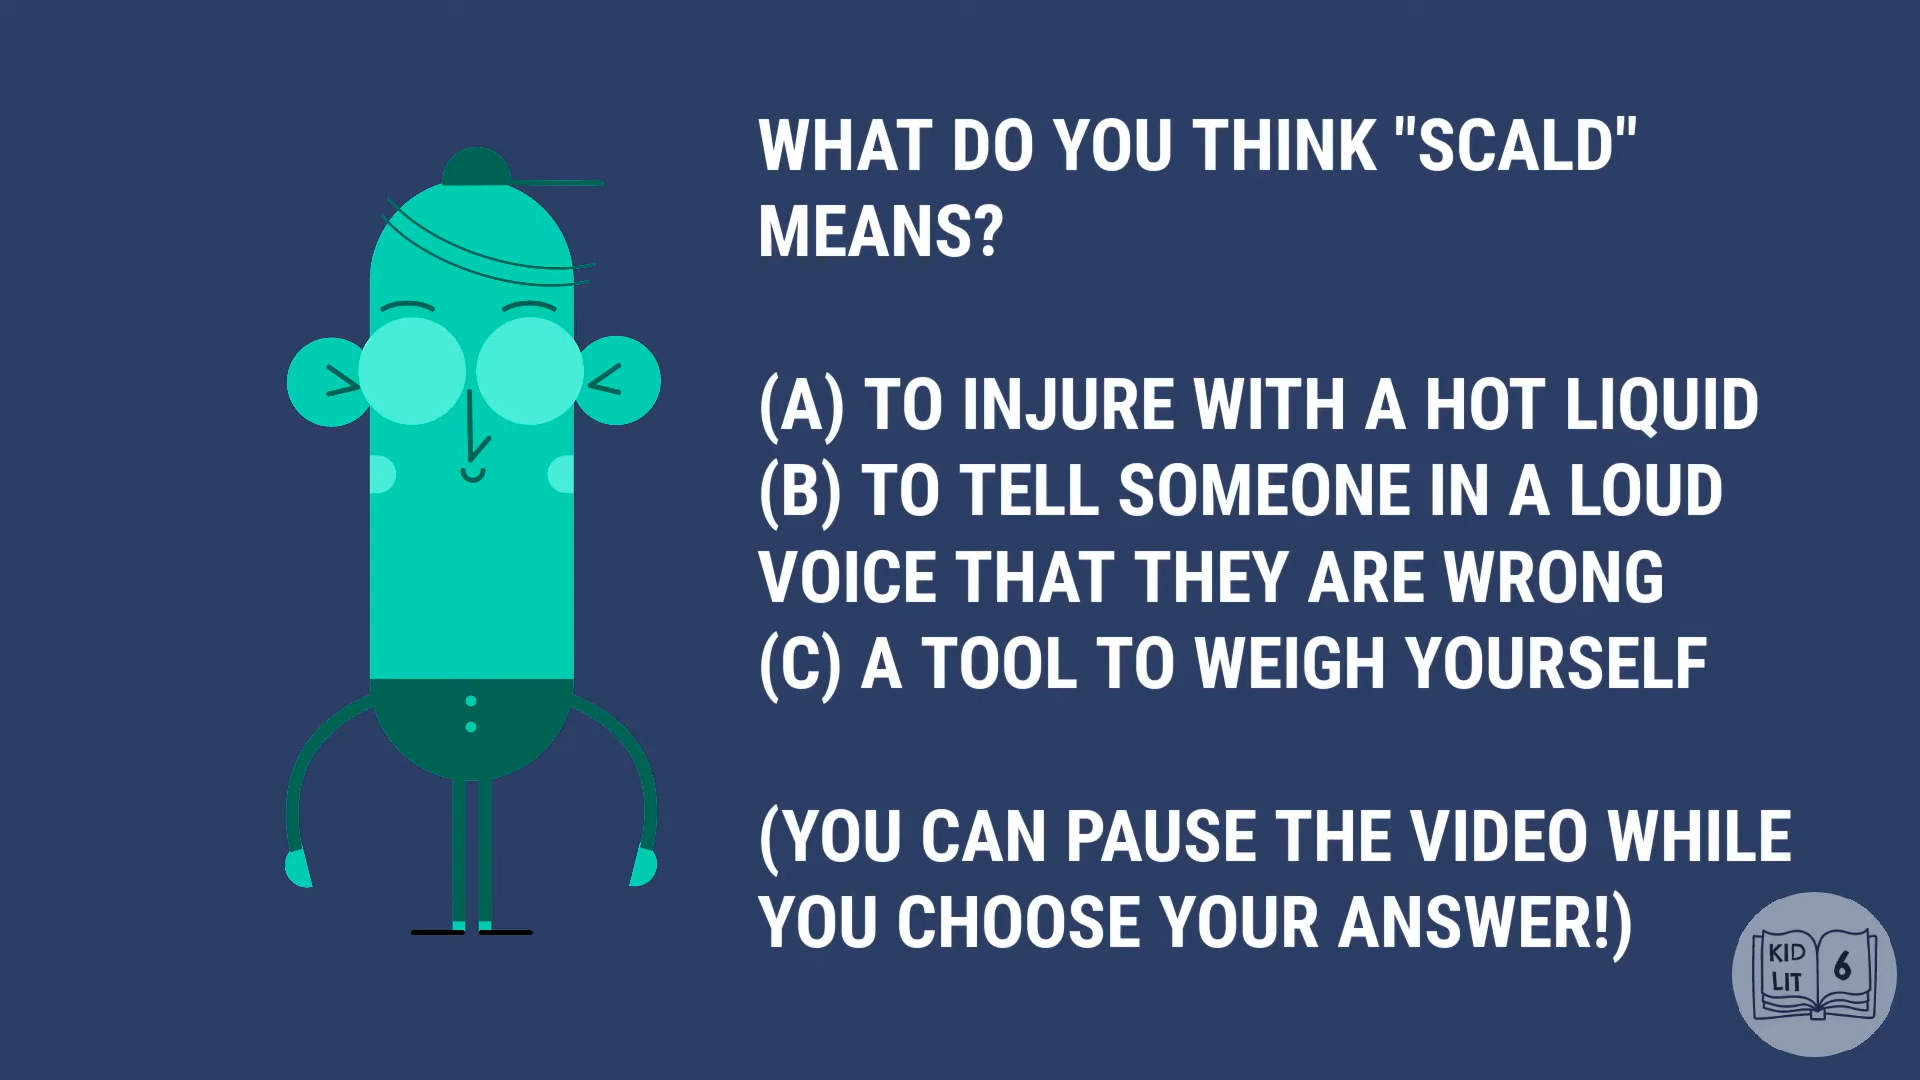 WHAT DO YOU THINK "SCALD"
MEANS?
(A) TO INJURE WITH A HOT LIQUID
(B) TO TELL SOMEONE IN A LOUD
VOICE THAT THEY ARE WRONG
(C) A TOOL TO WEIGH YOURSELF
(YOU CAN PAUSE THE VIDEO WHILE
YOU CHOOSE YOUR ANSWER!)
KID
LIT
6